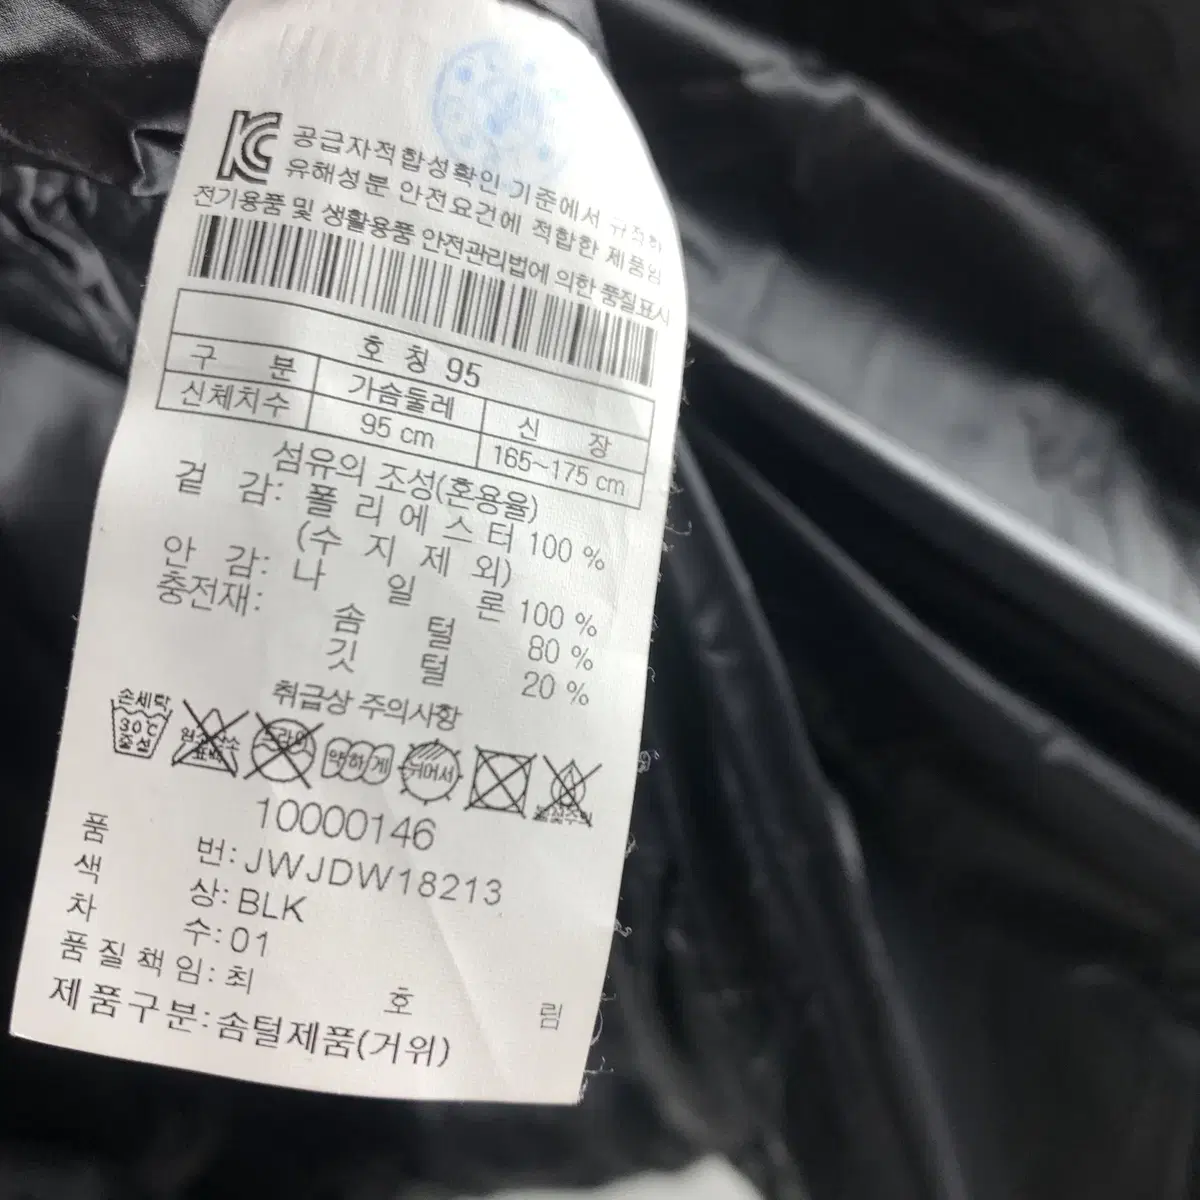 KC 공급자적합성확인 기준에서 규정한
유해성분 안전요건에 적합한 제품임
전기용품 및 생활용품 안전관리법에 의한 품질표시
호 칭 95
구 분 가슴둘레 신 장
신체치수 95 cm 165~175 cm
섬유의 조성(혼용율)
겉 감: 폴 리 에 스 터 100 %
(수 지 제 외)
안 감: 나 일 론 100 %
충전재: 솜 털 80 %
깃 털 20 %
취급상 주의사항
손세탁 30℃ 중성 염소 표백 드라이 약하게 뉘어서
10000146
품 번: JWJDW18213
색 상: BLK
차 수: 01
품 질 책 임: 최 호 림
제 품 구 분: 솜털제품(거위)